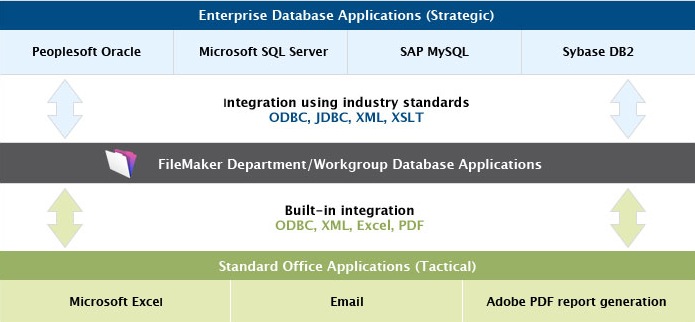 Enterprise Database Applications (Strategic)
Peoplesoft Oracle
Microsoft SQL Server
SAP MySQL
Sybase DB2
Integration using industry standards
ODBC, JDBC, XML, XSLT
FileMaker Department/Workgroup Database Applications
Built-in integration
ODBC, XML, Excel, PDF
Standard Office Applications (Tactical)
Microsoft Excel
Email
Adobe PDF report generation